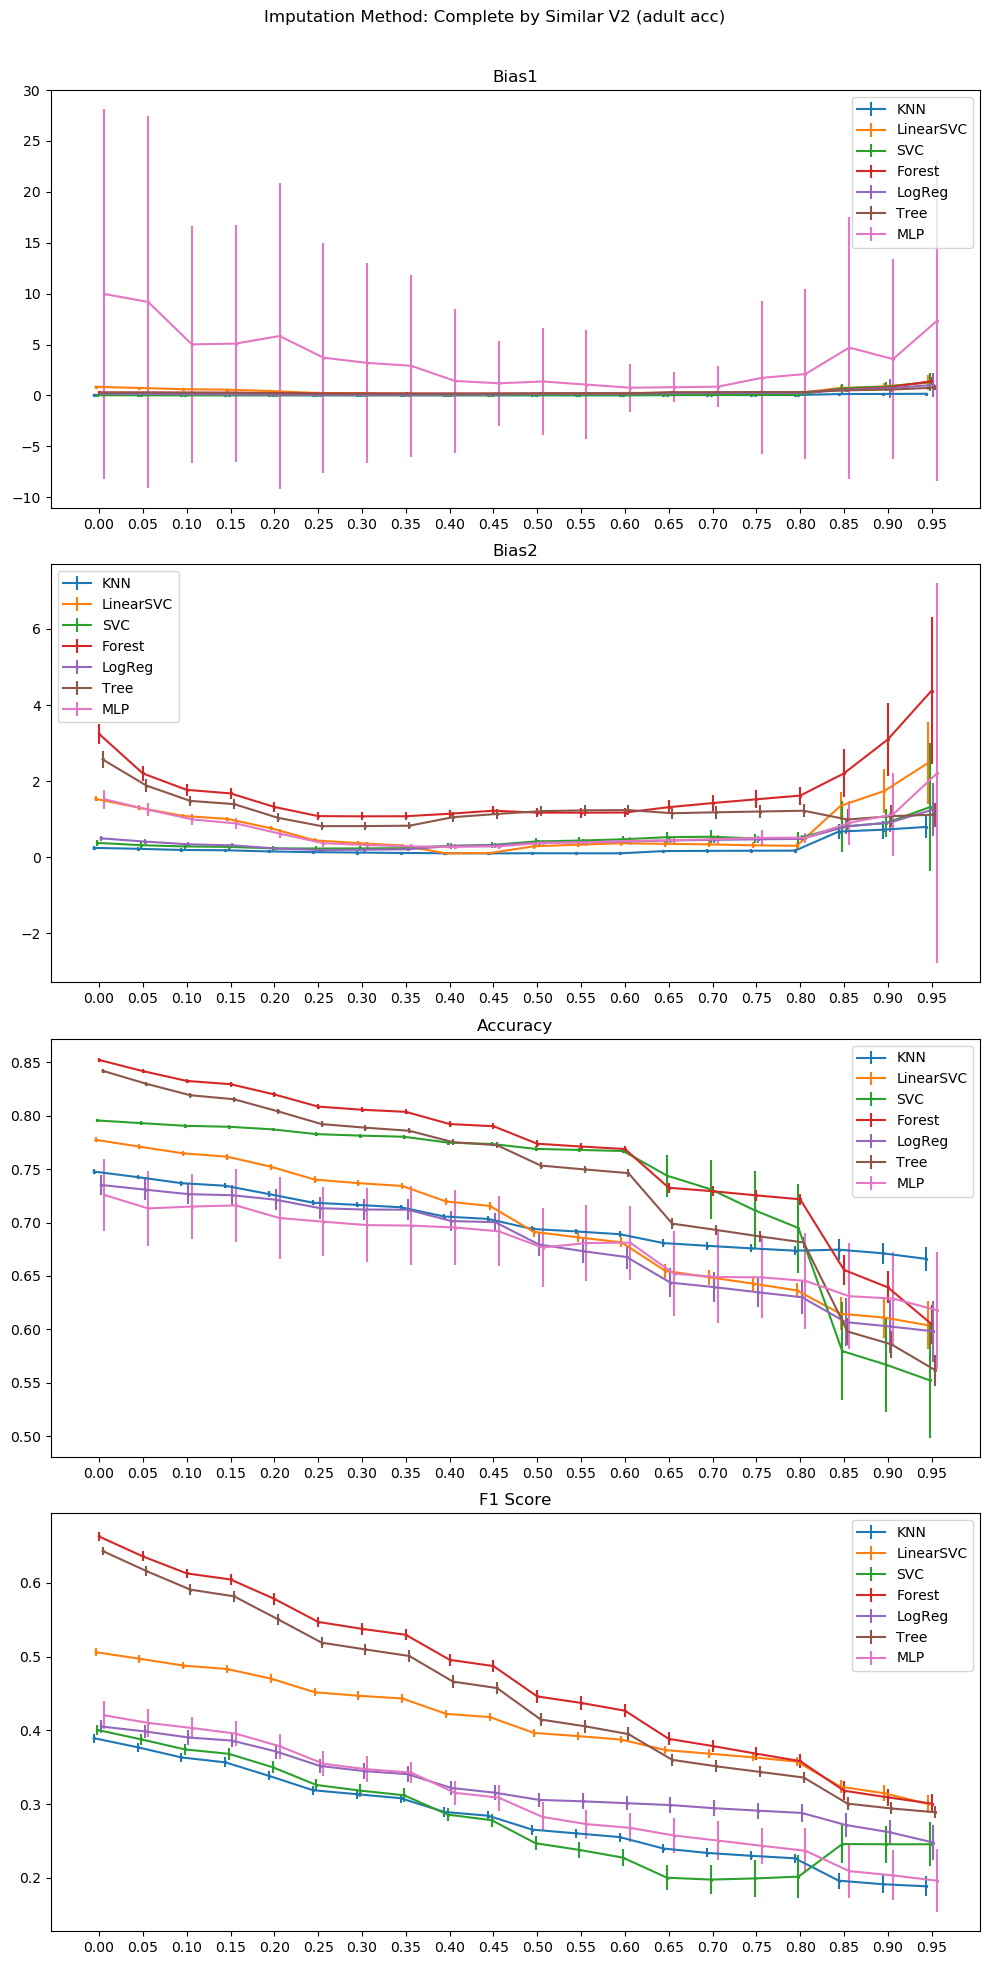 Imputation Method: Complete by Similar V2 (adult acc)
Bias1
30
25
20
15
10
5
0
−5
−10
KNN
LinearSVC
SVC
Forest
LogReg
Tree
MLP
0.00 0.05 0.10 0.15 0.20 0.25 0.30 0.35 0.40 0.45 0.50 0.55 0.60 0.65 0.70 0.75 0.80 0.85 0.90 0.95
Bias2
6
4
2
0
−2
KNN
LinearSVC
SVC
Forest
LogReg
Tree
MLP
0.00 0.05 0.10 0.15 0.20 0.25 0.30 0.35 0.40 0.45 0.50 0.55 0.60 0.65 0.70 0.75 0.80 0.85 0.90 0.95
Accuracy
0.85
0.80
0.75
0.70
0.65
0.60
0.55
0.50
KNN
LinearSVC
SVC
Forest
LogReg
Tree
MLP
0.00 0.05 0.10 0.15 0.20 0.25 0.30 0.35 0.40 0.45 0.50 0.55 0.60 0.65 0.70 0.75 0.80 0.85 0.90 0.95
F1 Score
0.6
0.5
0.4
0.3
0.2
KNN
LinearSVC
SVC
Forest
LogReg
Tree
MLP
0.00 0.05 0.10 0.15 0.20 0.25 0.30 0.35 0.40 0.45 0.50 0.55 0.60 0.65 0.70 0.75 0.80 0.85 0.90 0.95